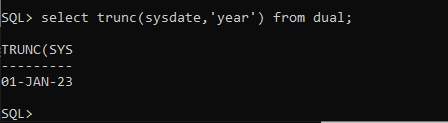 SQL> select trunc(sysdate,'year') from dual;
TRUNC(SYS
---------
01-JAN-23
SQL>